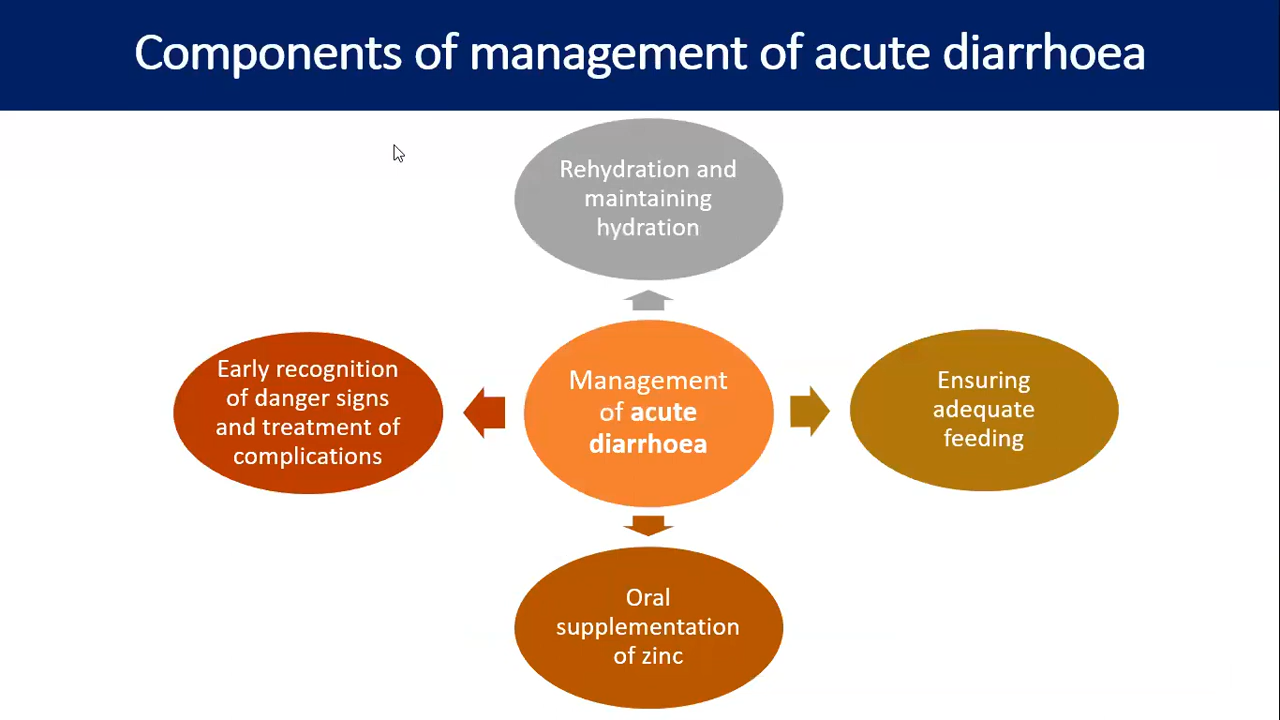 Components of management of acute diarrhoea
Rehydration and
maintaining
hydration
Early recognition
of danger signs
and treatment of
complications
Management
of acute
diarrhoea
Ensuring
adequate
feeding
Oral
supplementation
of zinc